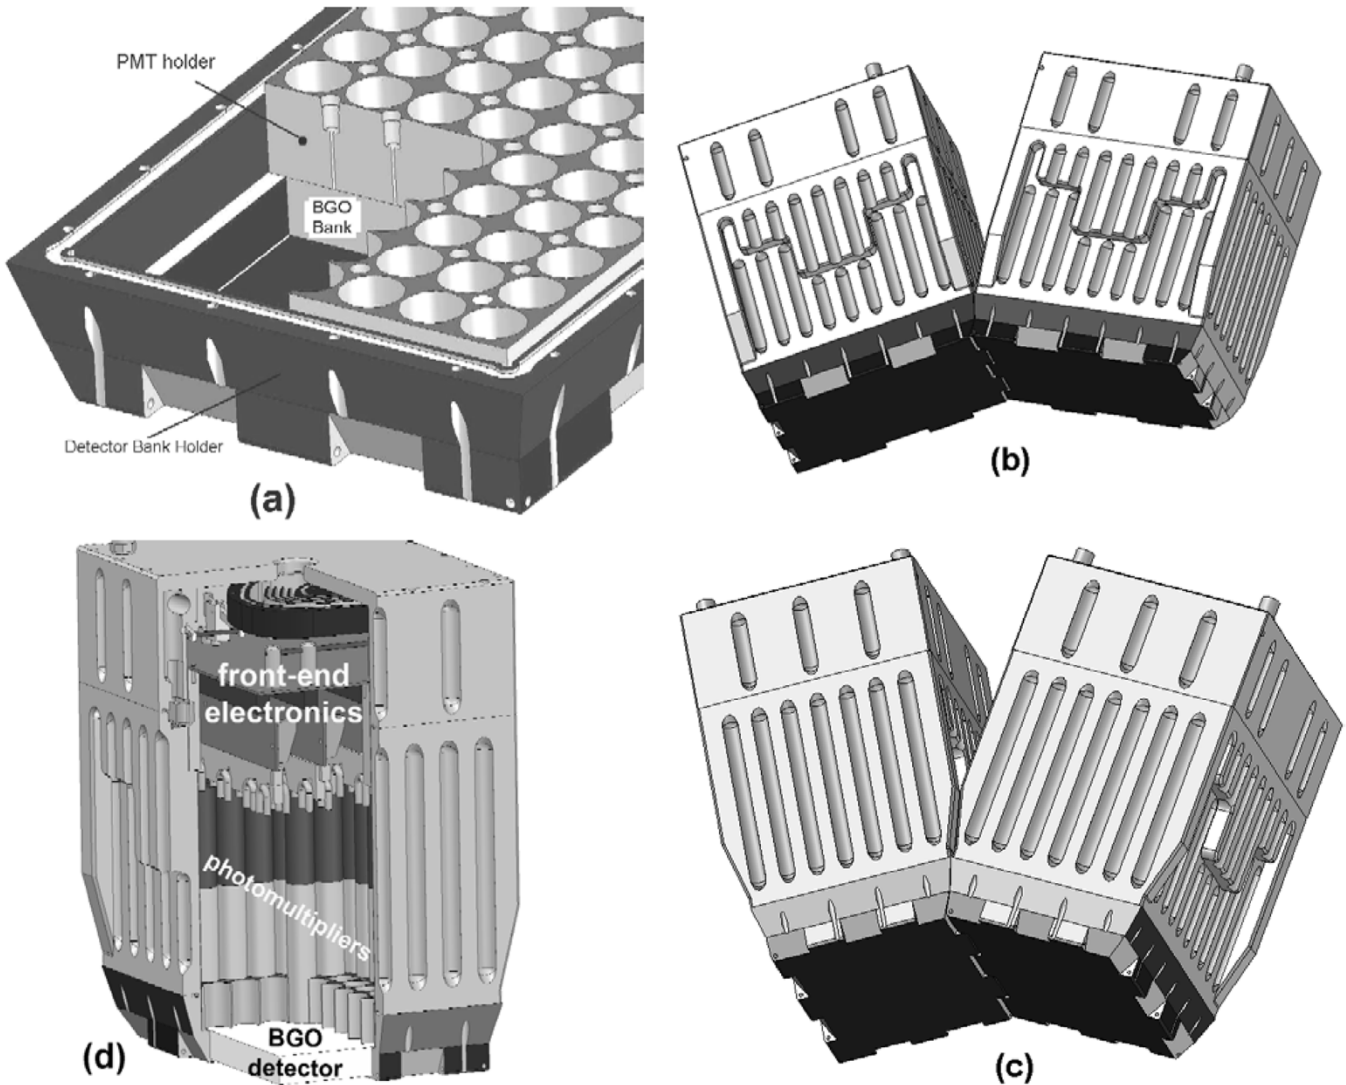 PMT holder
BGO
Bank
Detector Bank Holder
(a)
(b)
front-end
electronics
photomultipliers
BGO
detector
(d)
(c)